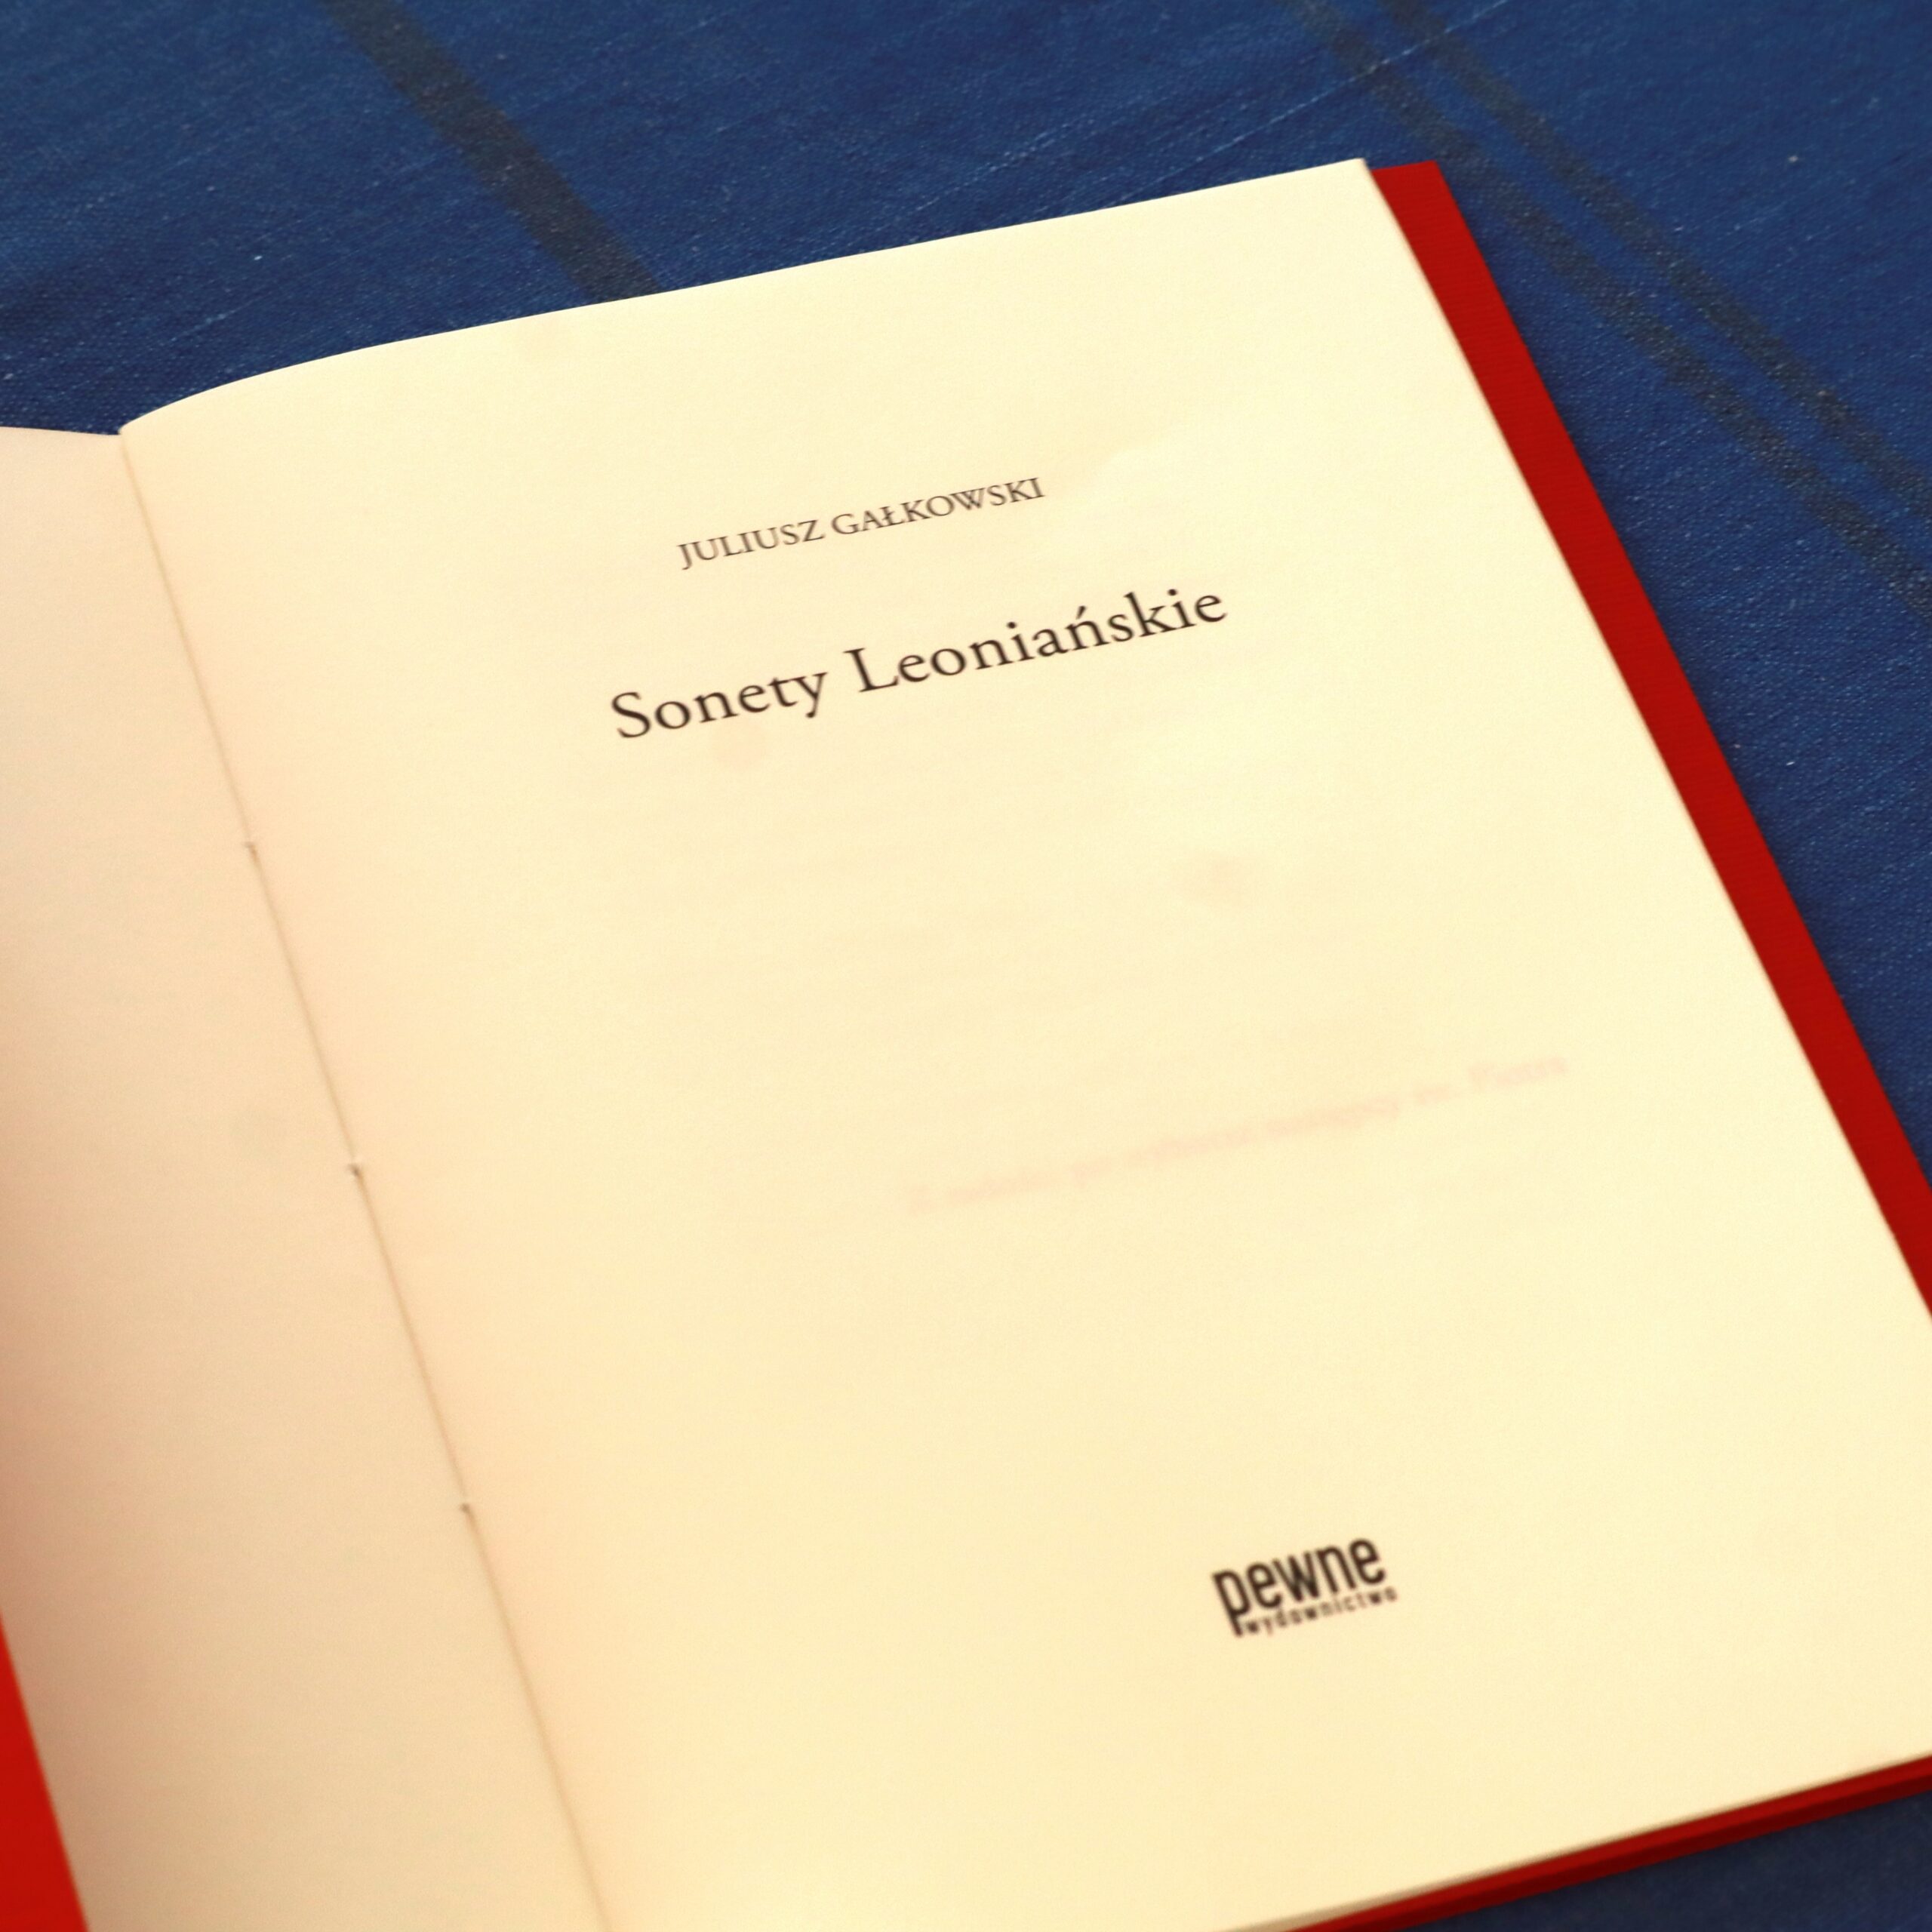 JULIUSZ GAŁKOWSKI
Sonety Leoniańskie
pewne
wydawnictwo